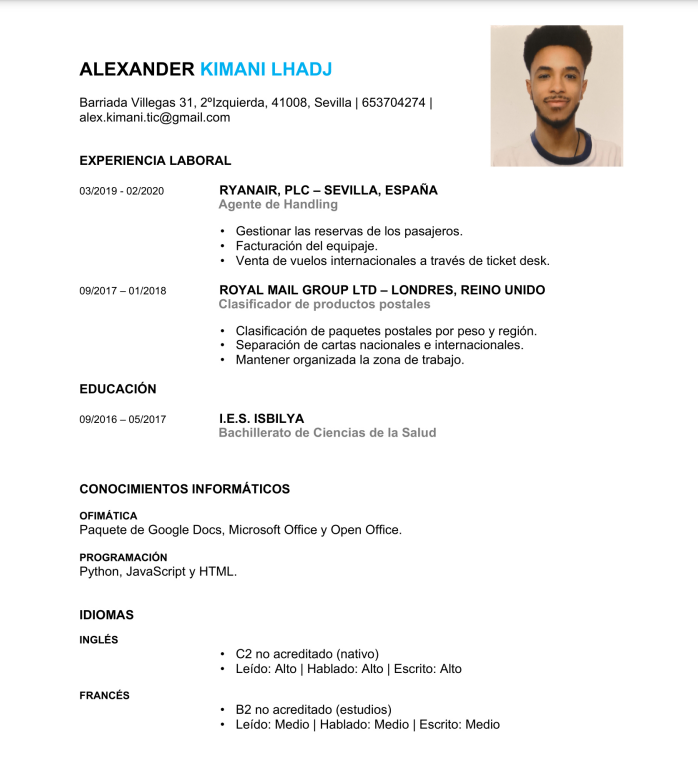 ALEXANDER KIMANI LHADJ
Barriada Villegas 31, 2ºIzquierda, 41008, Sevilla | 653704274 |
alex.kimani.tic@gmail.com
EXPERIENCIA LABORAL
03/2019 - 02/2020
RYANAIR, PLC – SEVILLA, ESPAÑA
Agente de Handling
• Gestionar las reservas de los pasajeros.
• Facturación del equipaje.
• Venta de vuelos internacionales a través de ticket desk.
09/2017 – 01/2018
ROYAL MAIL GROUP LTD – LONDRES, REINO UNIDO
Clasificador de productos postales
• Clasificación de paquetes postales por peso y región.
• Separación de cartas nacionales e internacionales.
• Mantener organizada la zona de trabajo.
EDUCACIÓN
09/2016 – 05/2017
I.E.S. ISBILYA
Bachillerato de Ciencias de la Salud
CONOCIMIENTOS INFORMÁTICOS
OFIMÁTICA
Paquete de Google Docs, Microsoft Office y Open Office.
PROGRAMACIÓN
Python, JavaScript y HTML.
IDIOMAS
INGLÉS
• C2 no acreditado (nativo)
• Leído: Alto | Hablado: Alto | Escrito: Alto
FRANCÉS
• B2 no acreditado (estudios)
• Leído: Medio | Hablado: Medio | Escrito: Medio